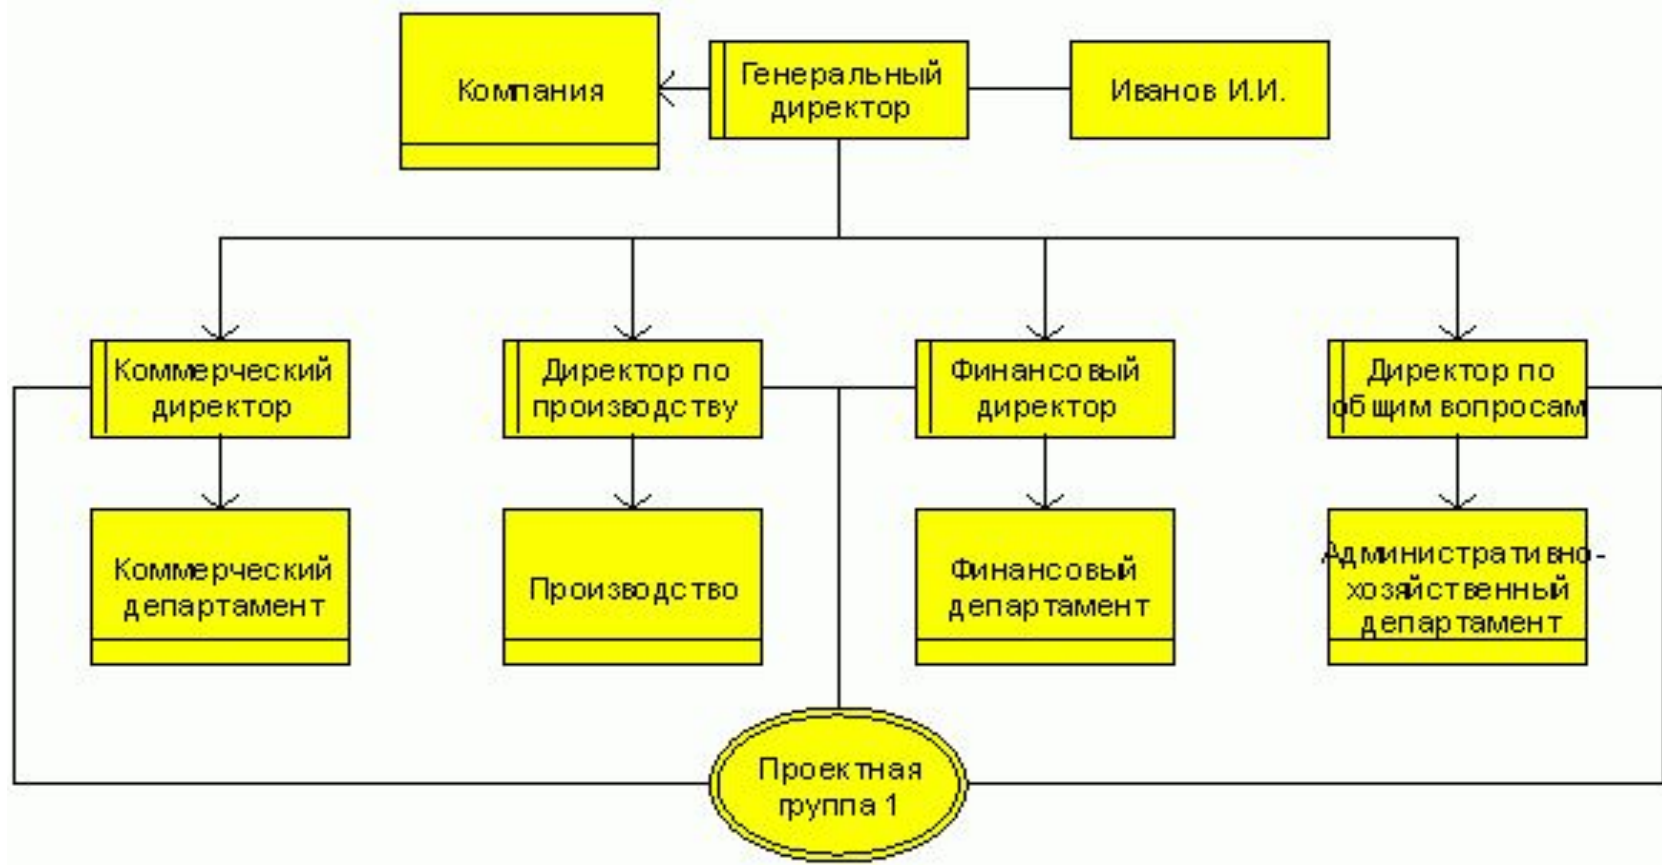 Компания
Генеральный
директор
Иванов И.И.
Коммерческий
директор
Директор по
производству
Финансовый
директор
Директор по
общим вопросам
Коммерческий
департамент
Производство
Финансовый
департамент
Административно-
хозяйственный
департамент
Проектная
группа 1